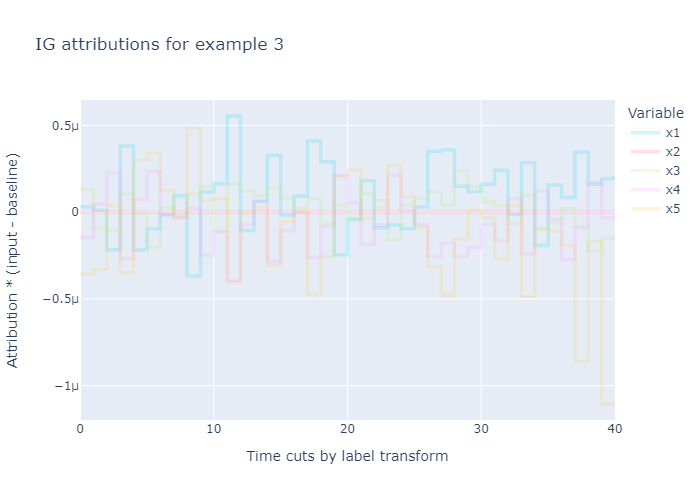 IG attributions for example 3
Variable
x1
x2
x3
x4
x5
Attribution * (input - baseline)
0.5μ
0
−0.5μ
−1μ
0 10 20 30 40
Time cuts by label transform